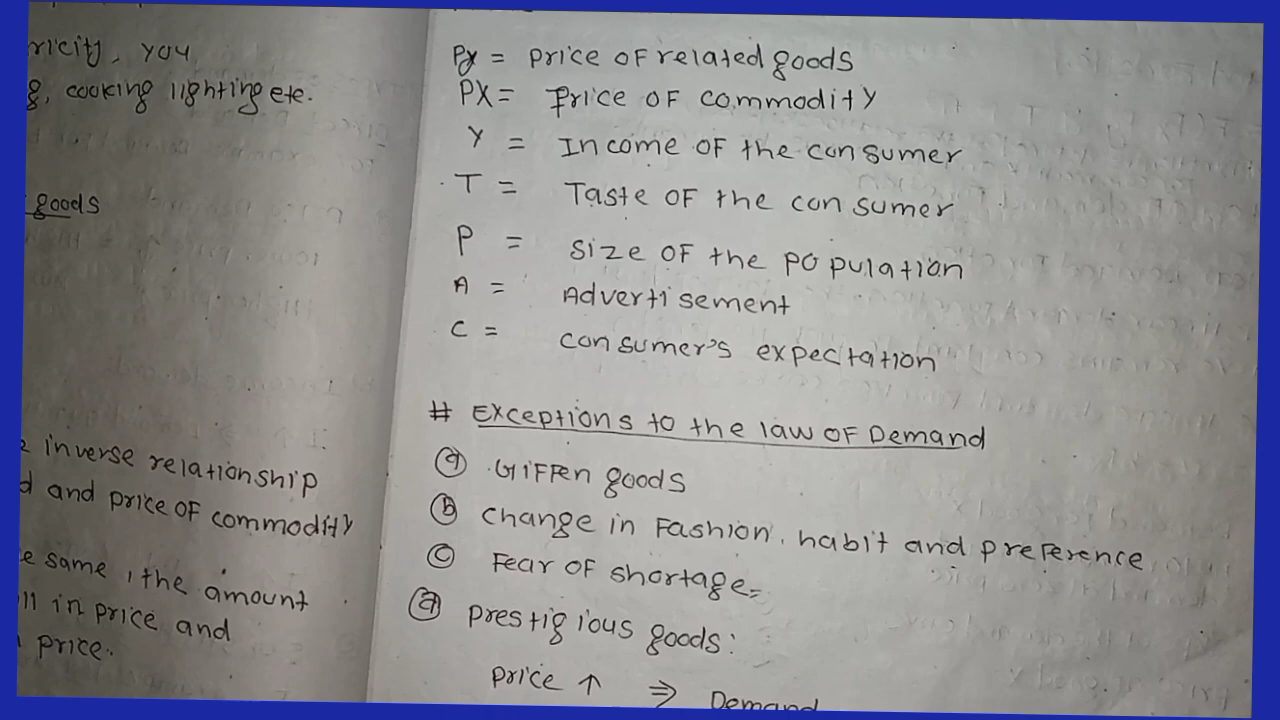 ricity, you
g, cooking lighting etc.
goods
inverse relationship
d and price of commodity
e same, the amount
ll in price and
price.
Py = price of related goods
PX = Price of commodity
Y = Income of the consumer
T = Taste of the consumer
P = size of the population
A = Advertisement
C = consumer's expectation
# Exceptions to the law of Demand
(a) Giffen goods
(b) change in Fashion, habit and preference
(c) Fear of shortage
(d) prestigious goods:
price ↑ ⇒ Demand